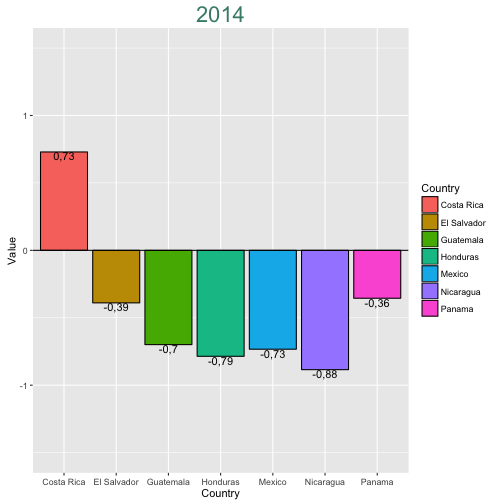 2014
1
0
-1
Value
0,73
-0,39
-0,7
-0,79
-0,73
-0,88
-0,36
Costa Rica
El Salvador
Guatemala
Honduras
Mexico
Nicaragua
Panama
Country
Country
Costa Rica
El Salvador
Guatemala
Honduras
Mexico
Nicaragua
Panama